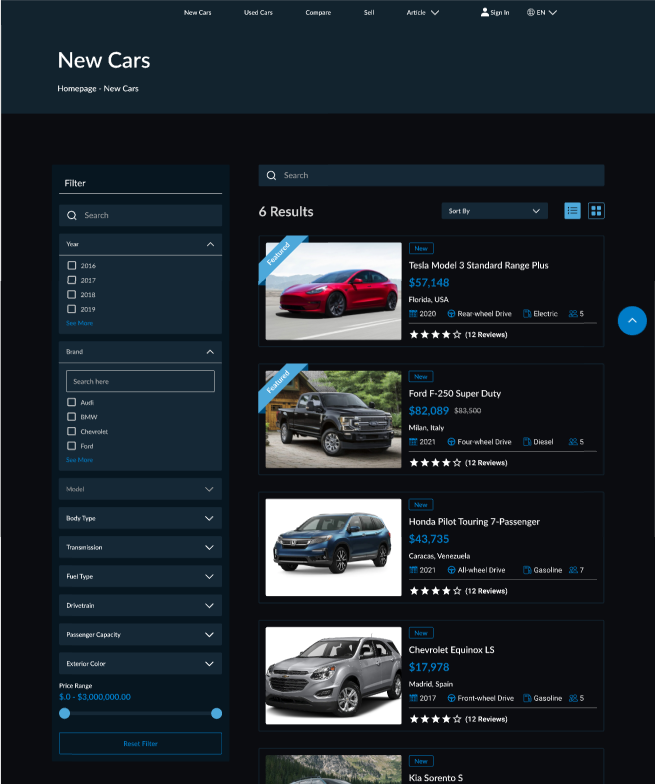 New Cars
Used Cars
Compare
Sell
Article
Sign In
EN
New Cars
Homepage - New Cars
Filter
Search
Year
2016
2017
2018
2019
See More
Brand
Search here
Audi
BMW
Chevrolet
Ford
See More
Model
Body Type
Transmission
Fuel Type
Drivetrain
Passenger Capacity
Exterior Color
Price Range
$.0 - $3,000,000.00
Reset Filter
Search
6 Results
Sort By
Featured
New
Tesla Model 3 Standard Range Plus
$57,148
Florida, USA
2020 Rear-wheel Drive Electric 5
(12 Reviews)
Featured
New
Ford F-250 Super Duty
$82,089 $83,500
Milan, Italy
2021 Four-wheel Drive Diesel 5
(12 Reviews)
New
Honda Pilot Touring 7-Passenger
$43,735
Caracas, Venezuela
2021 All-wheel Drive Gasoline 7
(12 Reviews)
New
Chevrolet Equinox LS
$17,978
Madrid, Spain
2017 Front-wheel Drive Gasoline 5
(12 Reviews)
New
Kia Sorento S